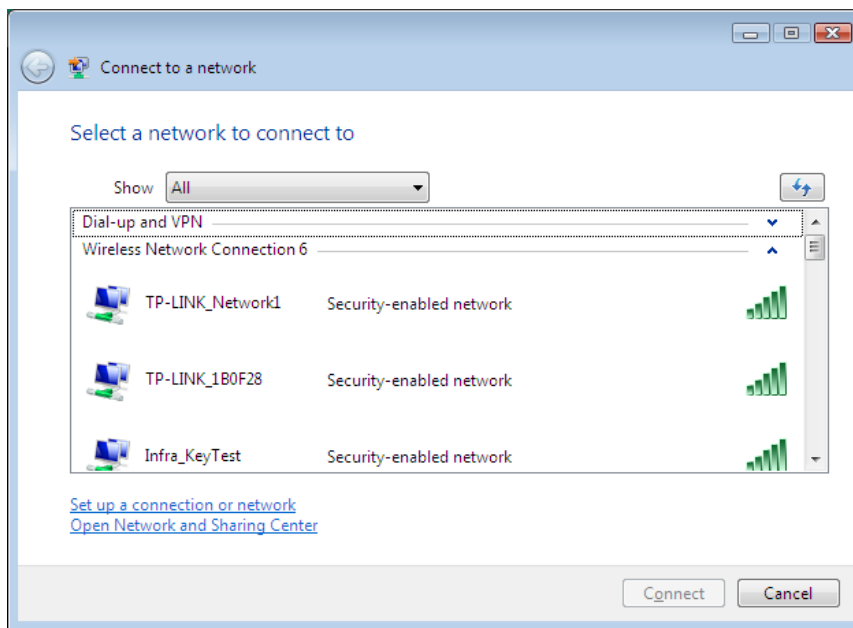 Connect to a network
Select a network to connect to
Show All
Dial-up and VPN
Wireless Network Connection 6
TP-LINK_Network1 Security-enabled network
TP-LINK_1B0F28 Security-enabled network
Infra_KeyTest Security-enabled network
Set up a connection or network
Open Network and Sharing Center
Connect Cancel